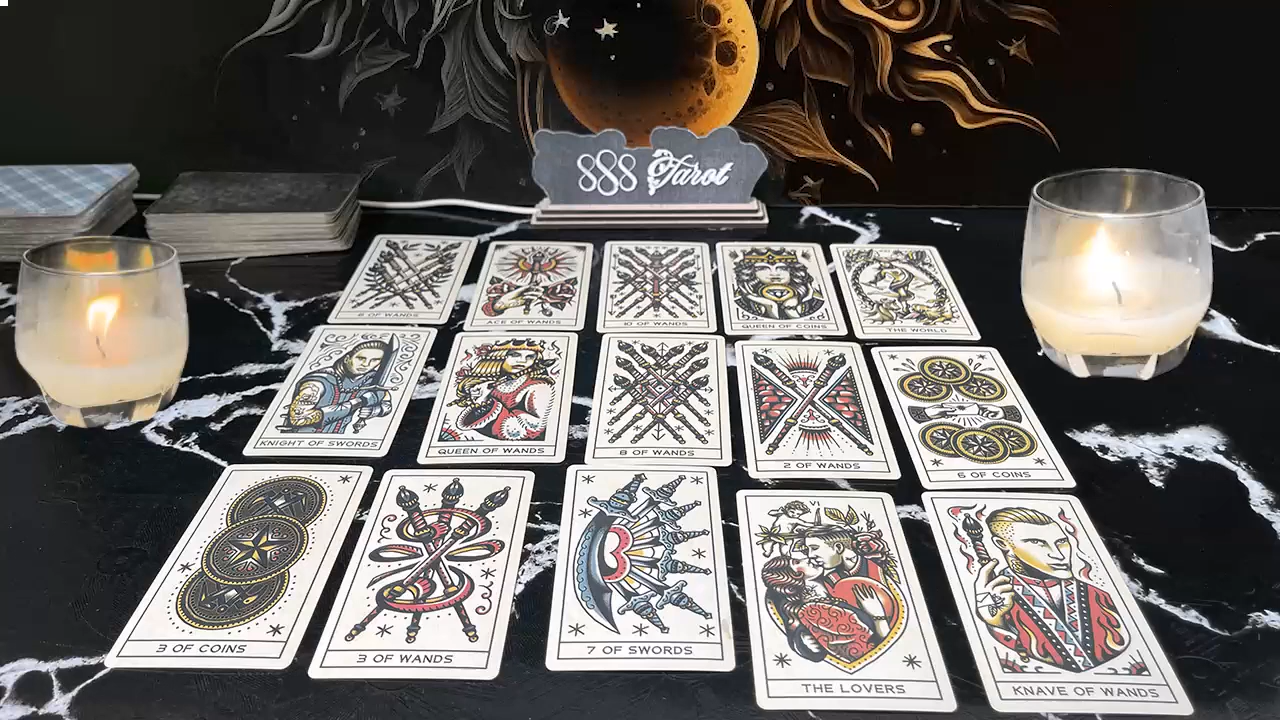 888 Tarot
6 OF WANDS
ACE OF WANDS
10 OF WANDS
QUEEN OF COINS
THE WORLD
KNIGHT OF SWORDS
QUEEN OF WANDS
8 OF WANDS
2 OF WANDS
6 OF COINS
3 OF COINS
3 OF WANDS
7 OF SWORDS
VI
THE LOVERS
KNAVE OF WANDS